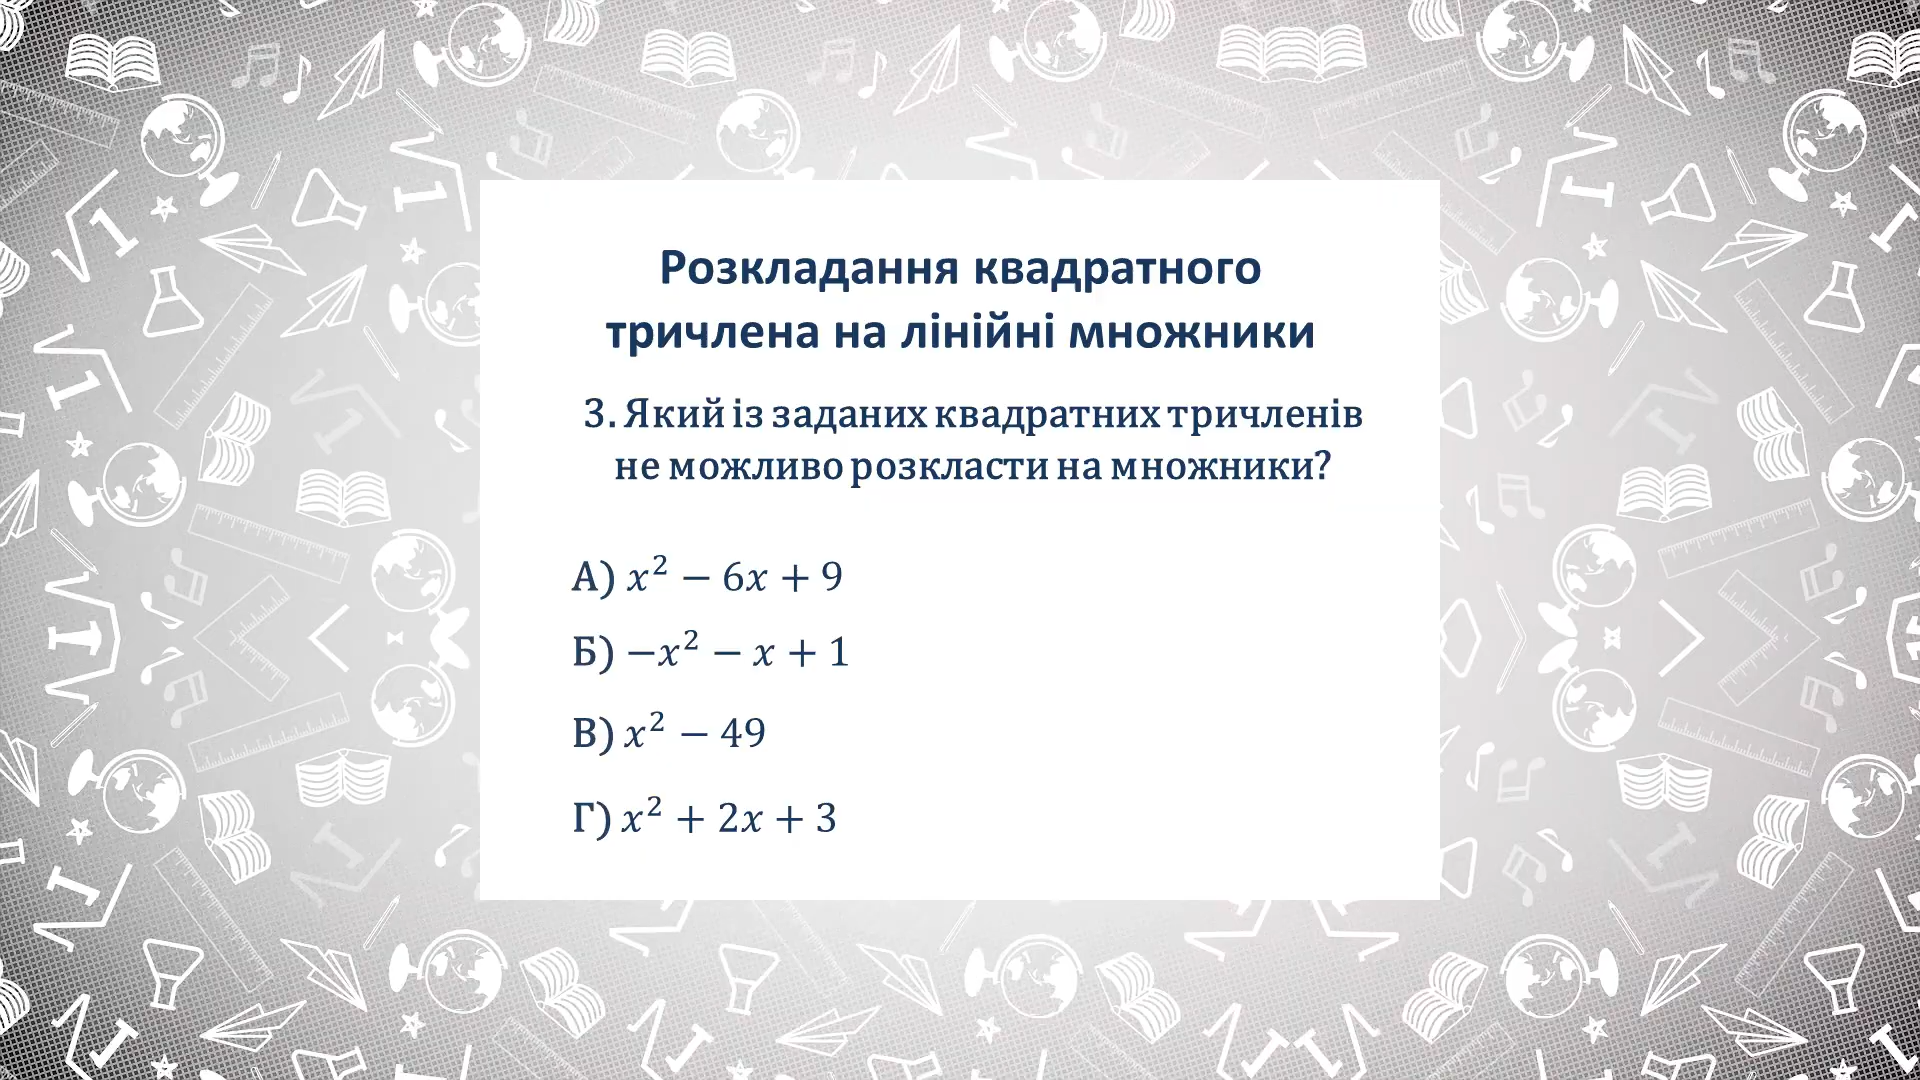 Розкладання квадратного
тричлена на лінійні множники
3. Який із заданих квадратних тричленів
не можливо розкласти на множники?
А) x² − 6x + 9
Б) −x² − x + 1
В) x² − 49
Г) x² + 2x + 3